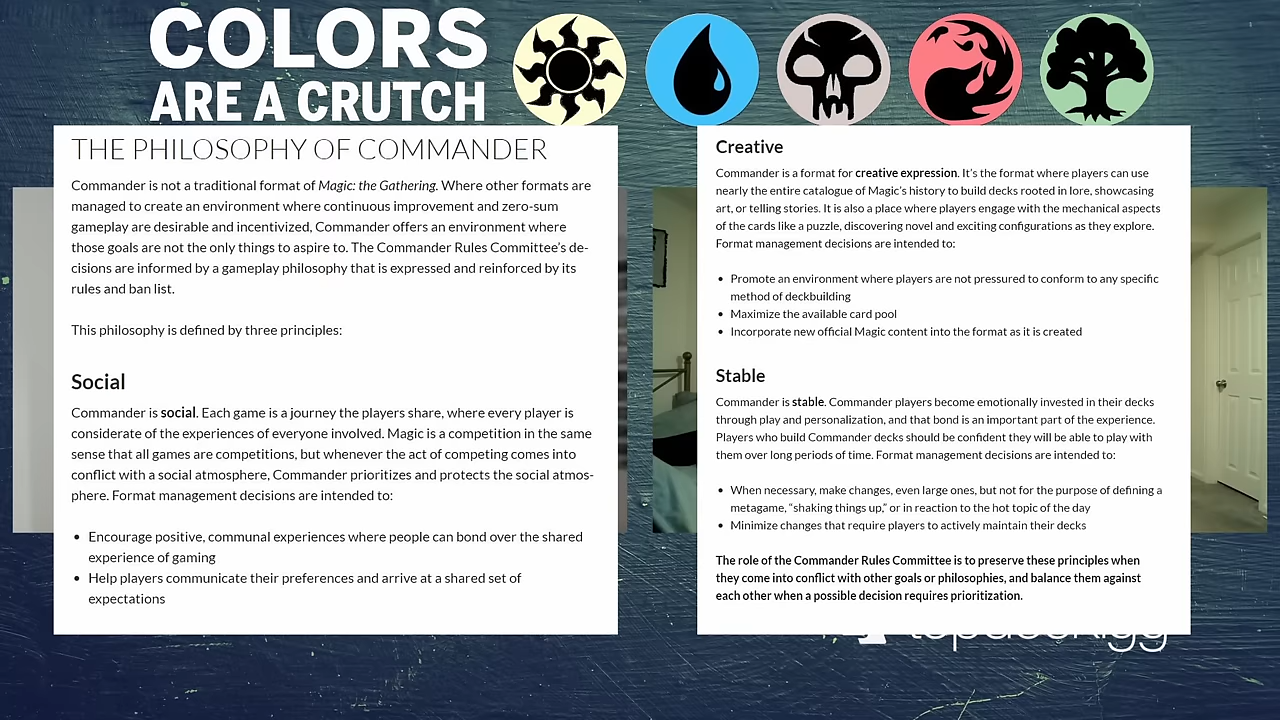 COLORS
ARE A CRUTCH
THE PHILOSOPHY OF COMMANDER
Commander is not a traditional format of Magic: the Gathering. Where other formats are
managed to create an environment where continuous improvement and zero-sum
gameplay are desirable and incentivized, Commander offers an environment where
those goals are not the only things to aspire to. The Commander Rules Committee's de-
cisions are informed by a gameplay philosophy that is expressed and reinforced by its
rules and ban list.
This philosophy is defined by three principles:
Social
Commander is social. Each game is a journey the players share, where every player is
considerate of the experiences of everyone involved. Magic is a competition in the same
sense that all games are competitions, but whenever the act of competing comes into
conflict with a social atmosphere, Commander prioritizes and protects the social atmos-
phere. Format management decisions are intended to:
• Encourage positive, communal experiences where people can bond over the shared
experience of gaming
• Help players communicate their preferences and arrive at a shared set of
expectations
Creative
Commander is a format for creative expression. It's the format where players can use
nearly the entire catalogue of Magic's history to build decks rooted in lore, showcasing
art, or telling stories. It is also a place where players engage with the mechanical aspects
of the cards like a puzzle, discovering novel and exciting configurations as they explore.
Format management decisions are intended to:
• Promote an environment where players are not pressured to conform to any specific
method of deckbuilding
• Maximize the available card pool
• Incorporate new official Magic content into the format as it is created
Stable
Commander is stable. Commander players become emotionally invested in their decks
through play and personalization, and that bond is an important part of the experience.
Players who build Commander decks should be confident they will be able to play with
them over long periods of time. Format management decisions are intended to:
• When necessary, make changes, even large ones, but not for the purpose of defining a
metagame, “shaking things up,” or in reaction to the hot topic of the day
• Minimize changes that require players to actively maintain their decks
The role of the Commander Rules Committee is to preserve these principles when
they come into conflict with other goals or philosophies, and balance them against
each other when a possible decision requires prioritization.